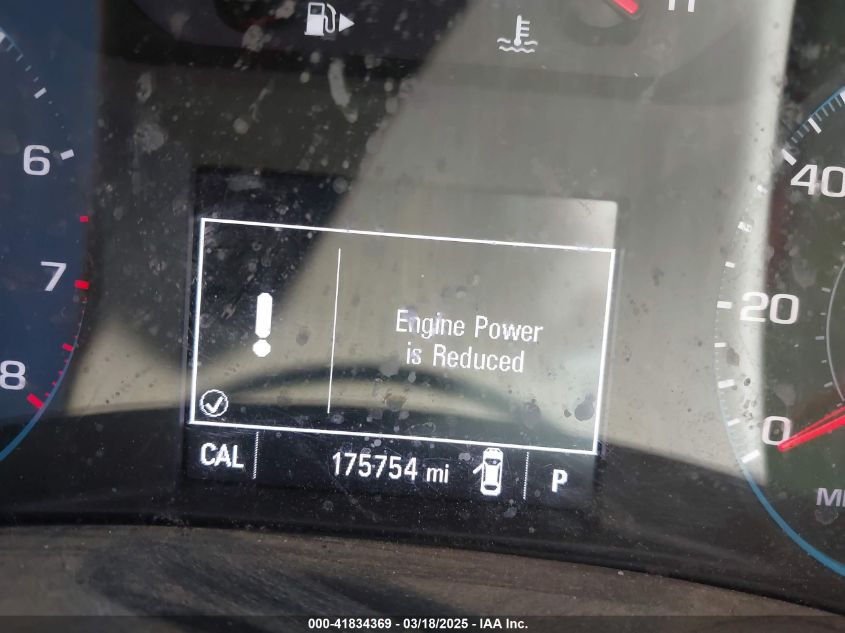 6
7
8
40
20
0
Engine Power
is Reduced
CAL
175754 mi
P
000-41834369 • 03/18/2025 - IAA Inc.